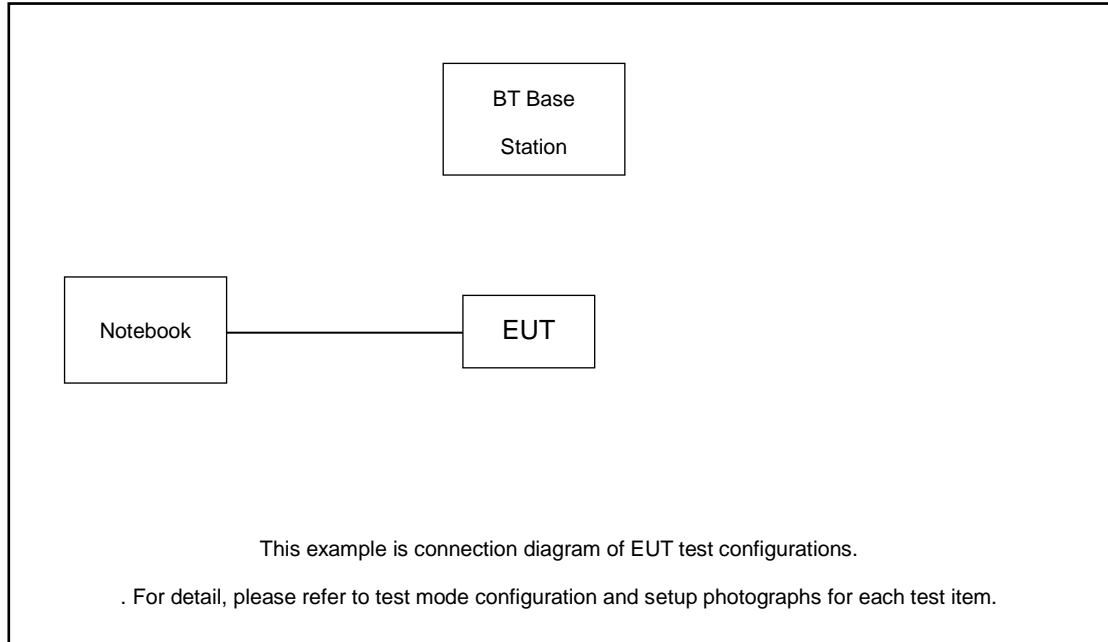 BT Base
Station
Notebook
EUT
This example is connection diagram of EUT test configurations.
. For detail, please refer to test mode configuration and setup photographs for each test item.